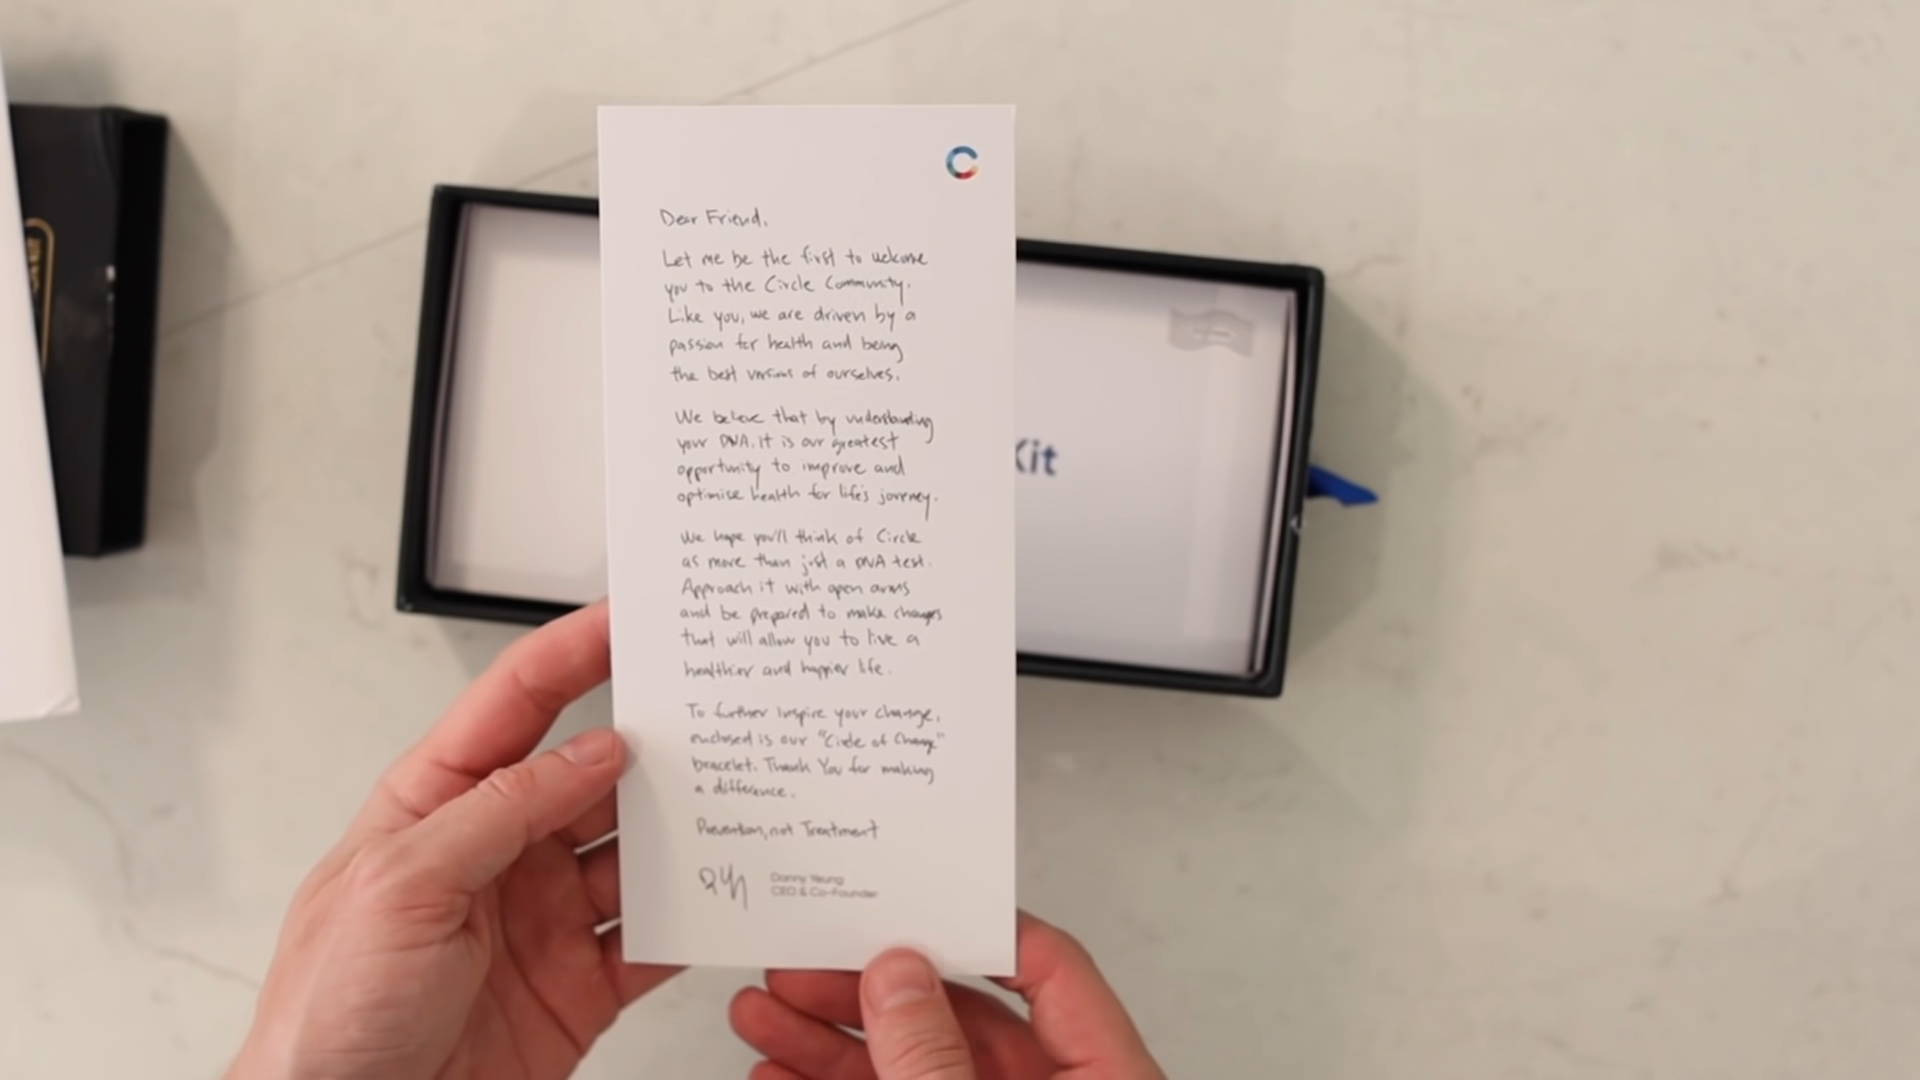 Dear Friend,
Let me be the first to welcome
you to the Circle Community.
Like you, we are driven by a
passion for health and being
the best versions of ourselves.
We believe that by understanding
your DNA, it is our greatest
opportunity to improve and
optimise health for life's journey.
We hope you'll think of Circle
as more than just a DNA test.
Approach it with open arms
and be prepared to make changes
that will allow you to live a
healthier and happier life.
To further inspire your change,
enclosed is our "Circle of Change"
bracelet. Thank You for making
a difference.
Prevention, not Treatment
Danny Yeung
CEO & Co-Founder
Kit